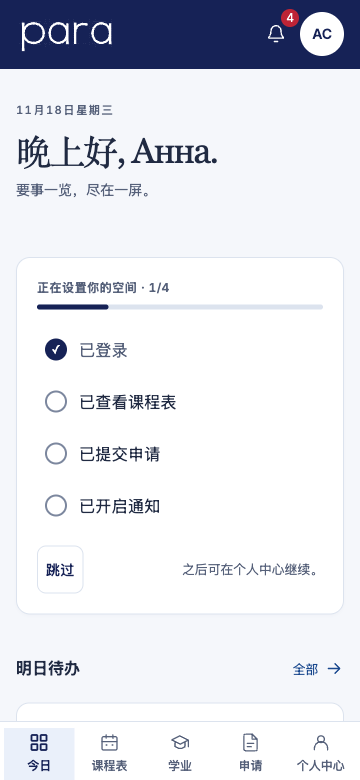 para
4
AC
11月18日星期三
晚上好, Анна.
要事一览，尽在一屏。
正在设置你的空间 · 1/4
已登录
已查看课程表
已提交申请
已开启通知
跳过
之后可在个人中心继续。
明日待办
全部
今日
课程表
学业
申请
个人中心